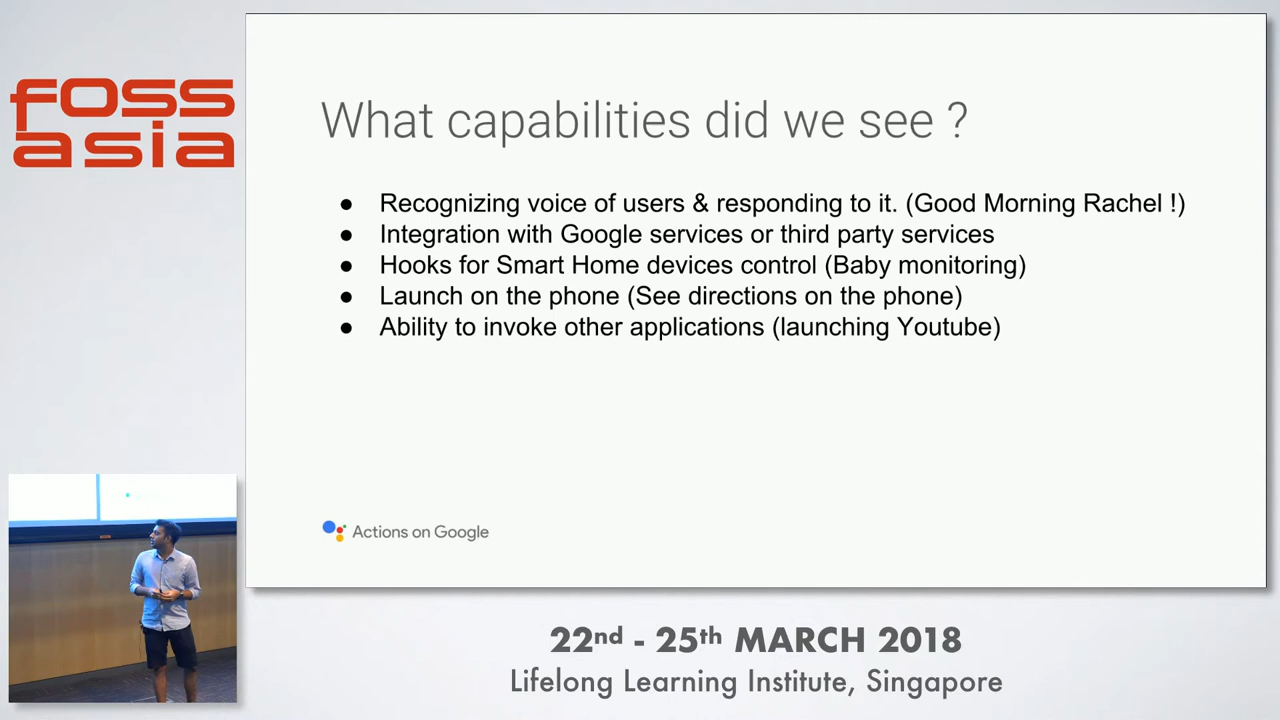 foss
asia
What capabilities did we see ?
● Recognizing voice of users & responding to it. (Good Morning Rachel !)
● Integration with Google services or third party services
● Hooks for Smart Home devices control (Baby monitoring)
● Launch on the phone (See directions on the phone)
● Ability to invoke other applications (launching Youtube)
Actions on Google
22nd - 25th MARCH 2018
Lifelong Learning Institute, Singapore